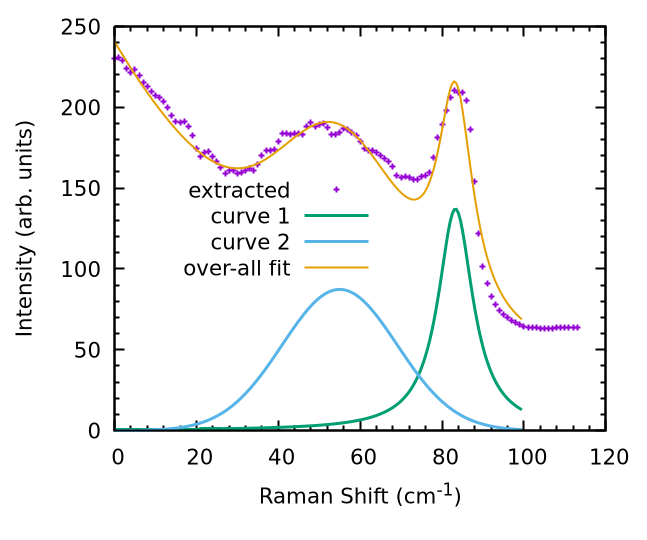 250
200
150
100
50
0
Intensity (arb. units)
extracted
curve 1
curve 2
over-all fit
0 20 40 60 80 100 120
Raman Shift (cm⁻¹)